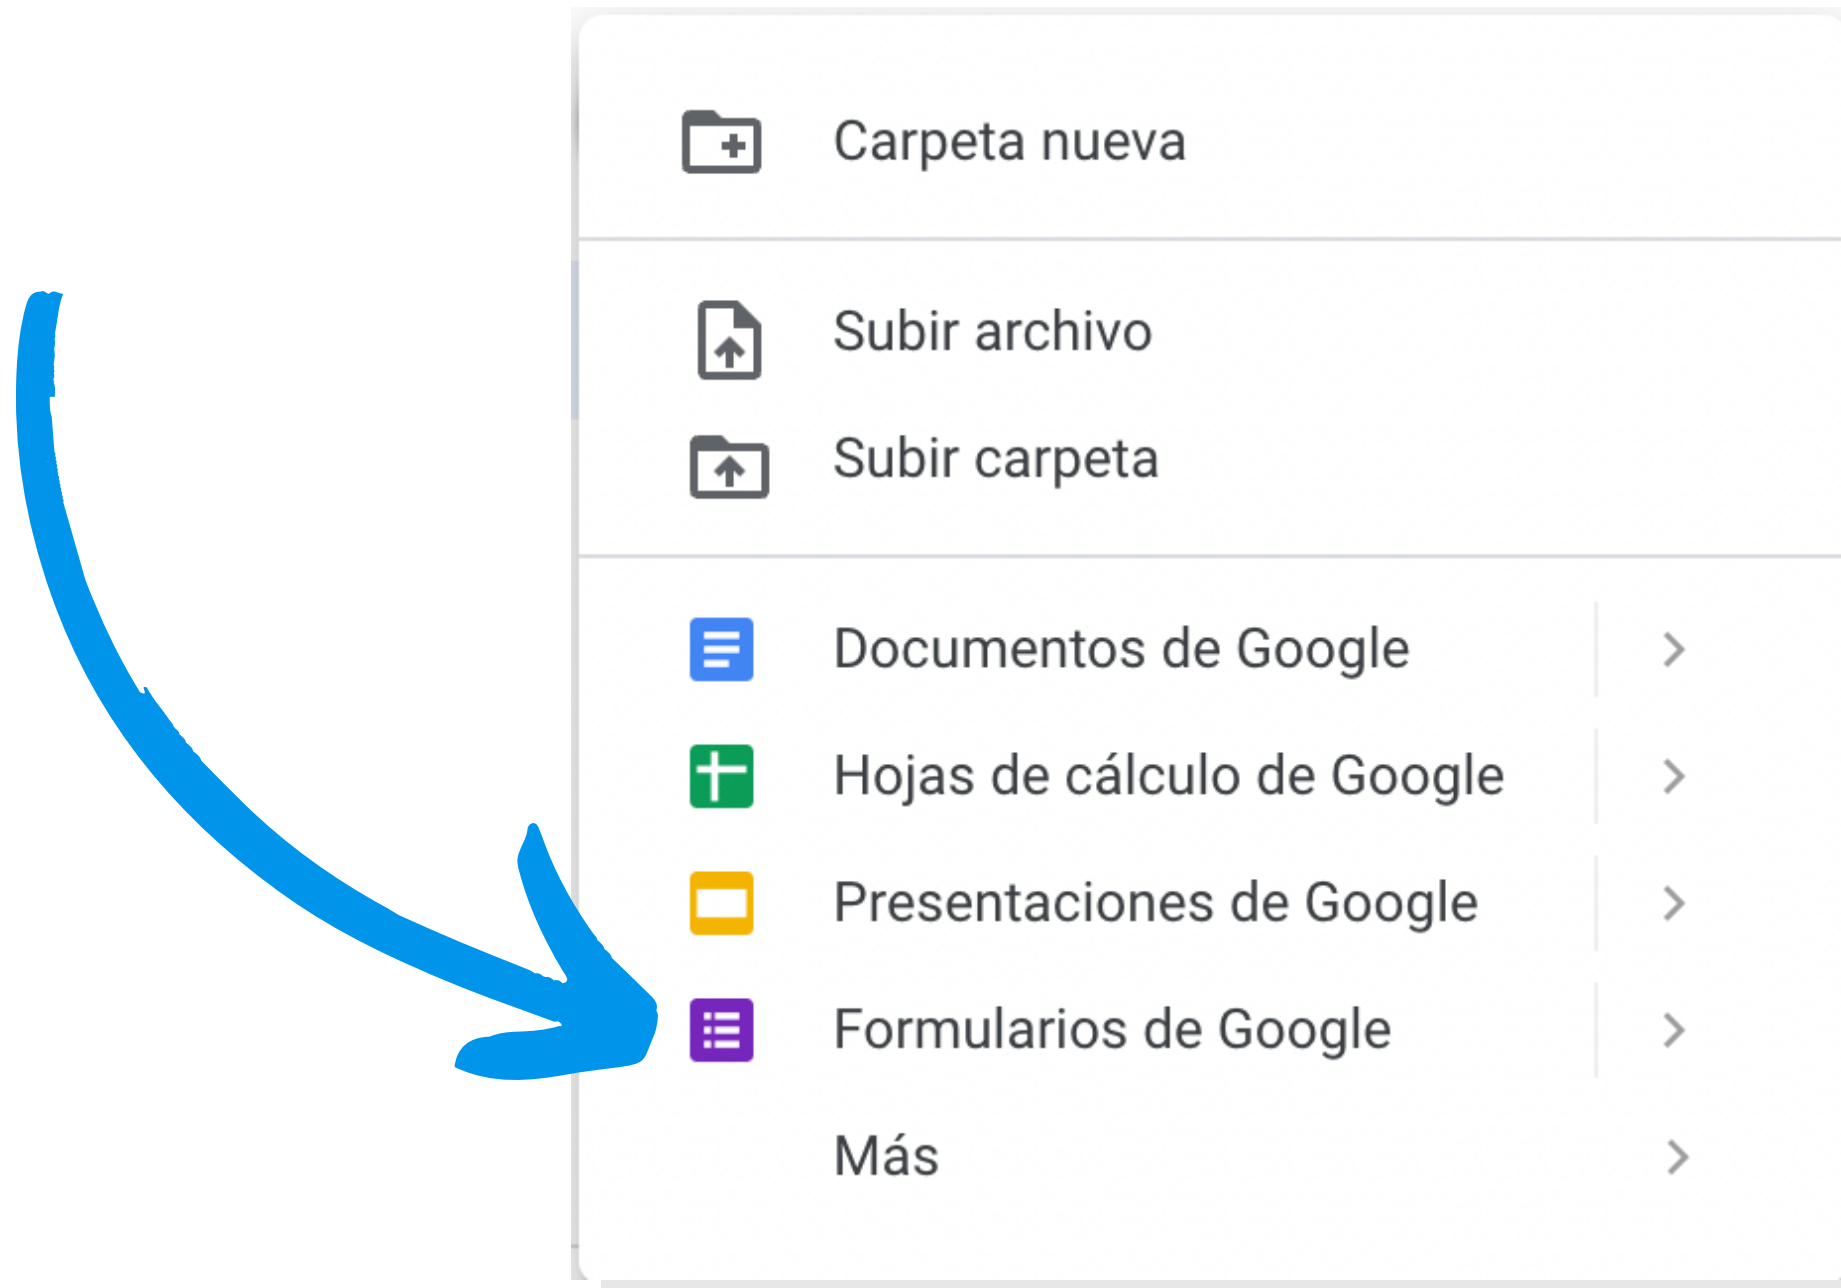 Carpeta nueva
Subir archivo
Subir carpeta
Documentos de Google
Hojas de cálculo de Google
Presentaciones de Google
Formularios de Google
Más